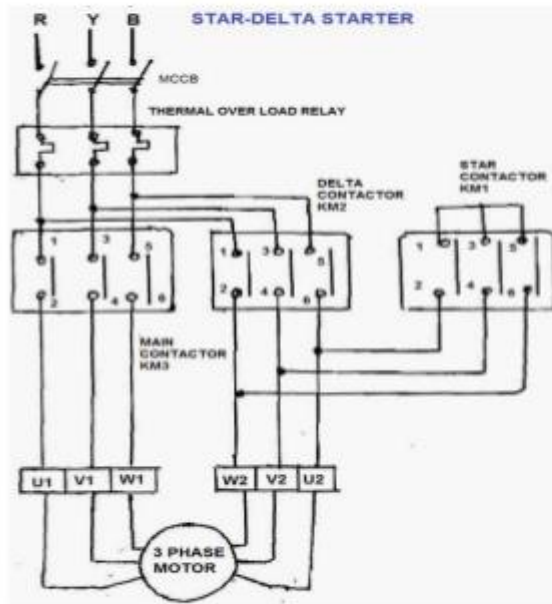 STAR-DELTA STARTER
R Y B
MCCB
THERMAL OVER LOAD RELAY
STAR
CONTACTOR
KM1
DELTA
CONTACTOR
KM2
1 3 5
1 3 5
1 3 5
2 4 6
2 4 6
2 4 6
MAIN
CONTACTOR
KM3
U1 V1 W1
W2 V2 U2
3 PHASE
MOTOR